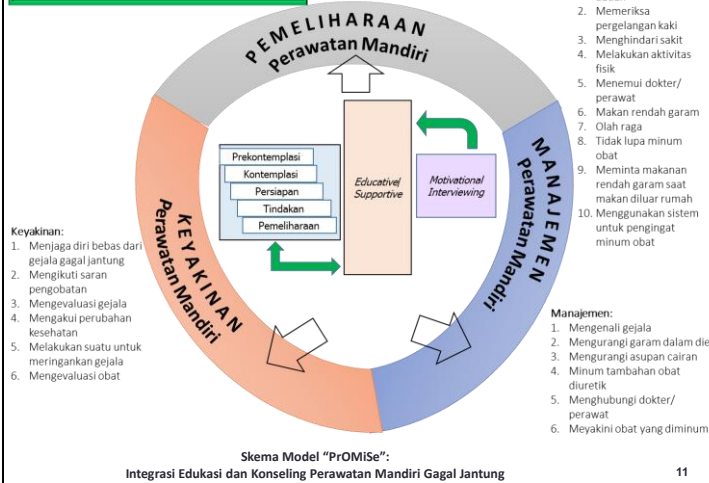 PEMELIHARAAN
Perawatan Mandiri
2. Memeriksa
pergelangan kaki
3. Menghindari sakit
4. Melakukan aktivitas
fisik
5. Menemui dokter/
perawat
6. Makan rendah garam
7. Olah raga
8. Tidak lupa minum
obat
9. Meminta makanan
rendah garam saat
makan diluar rumah
10. Menggunakan sistem
untuk pengingat
minum obat
Prekontemplasi
Kontemplasi
Persiapan
Tindakan
Pemeliharaan
Educative/
Supportive
Motivational
Interviewing
MANAJEMEN
Perawatan Mandiri
KEYAKINAN
Perawatan Mandiri
Keyakinan:
1. Menjaga diri bebas dari
gejala gagal jantung
2. Mengikuti saran
pengobatan
3. Mengevaluasi gejala
4. Mengakui perubahan
kesehatan
5. Melakukan suatu untuk
meringankan gejala
6. Mengevaluasi obat
Manajemen:
1. Mengenali gejala
2. Mengurangi garam dalam die
3. Mengurangi asupan cairan
4. Minum tambahan obat
diuretik
5. Menghubungi dokter/
perawat
6. Meyakini obat yang diminum
Skema Model “PrOMiSe”:
Integrasi Edukasi dan Konseling Perawatan Mandiri Gagal Jantung
11